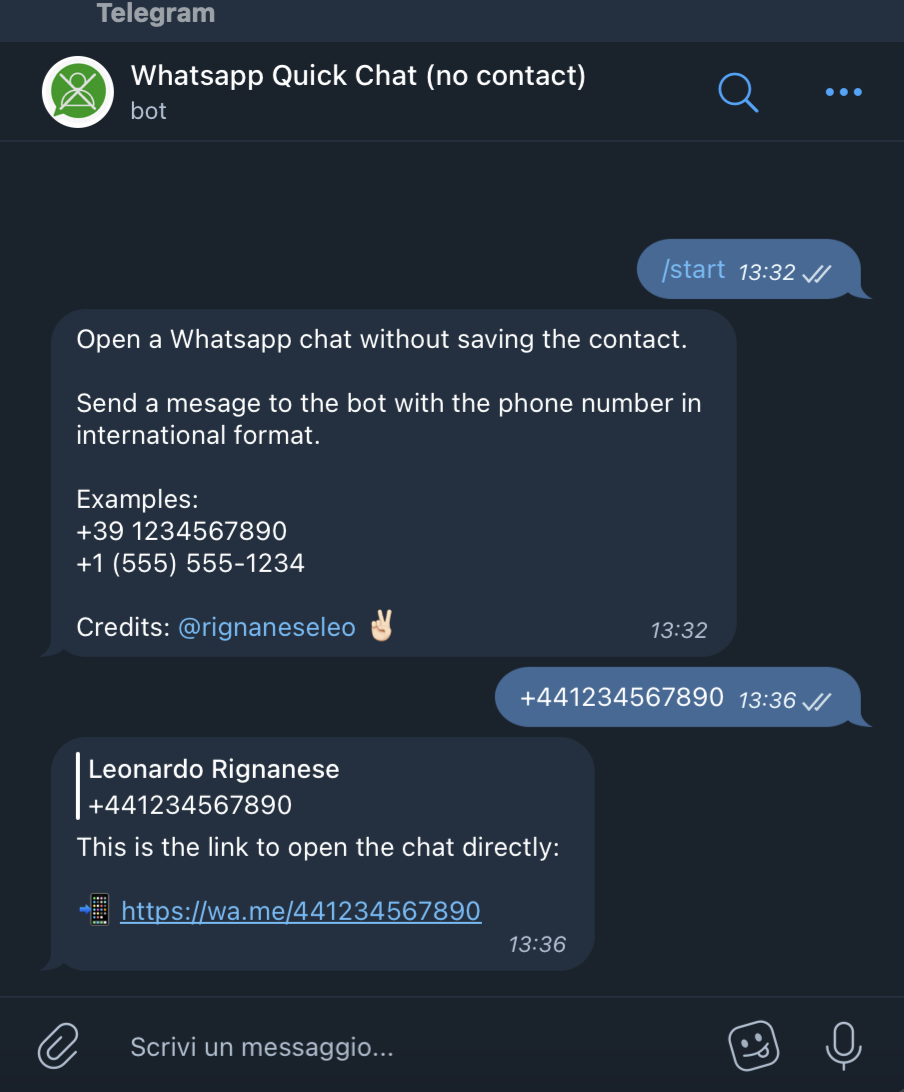 Telegram
Whatsapp Quick Chat (no contact)
bot
/start 13:32
Open a Whatsapp chat without saving the contact.
Send a mesage to the bot with the phone number in
international format.
Examples:
+39 1234567890
+1 (555) 555-1234
Credits: @rignaneseleo ✌🏻
13:32
+441234567890 13:36
Leonardo Rignanese
+441234567890
This is the link to open the chat directly:
📲 https://wa.me/441234567890
13:36
Scrivi un messaggio...